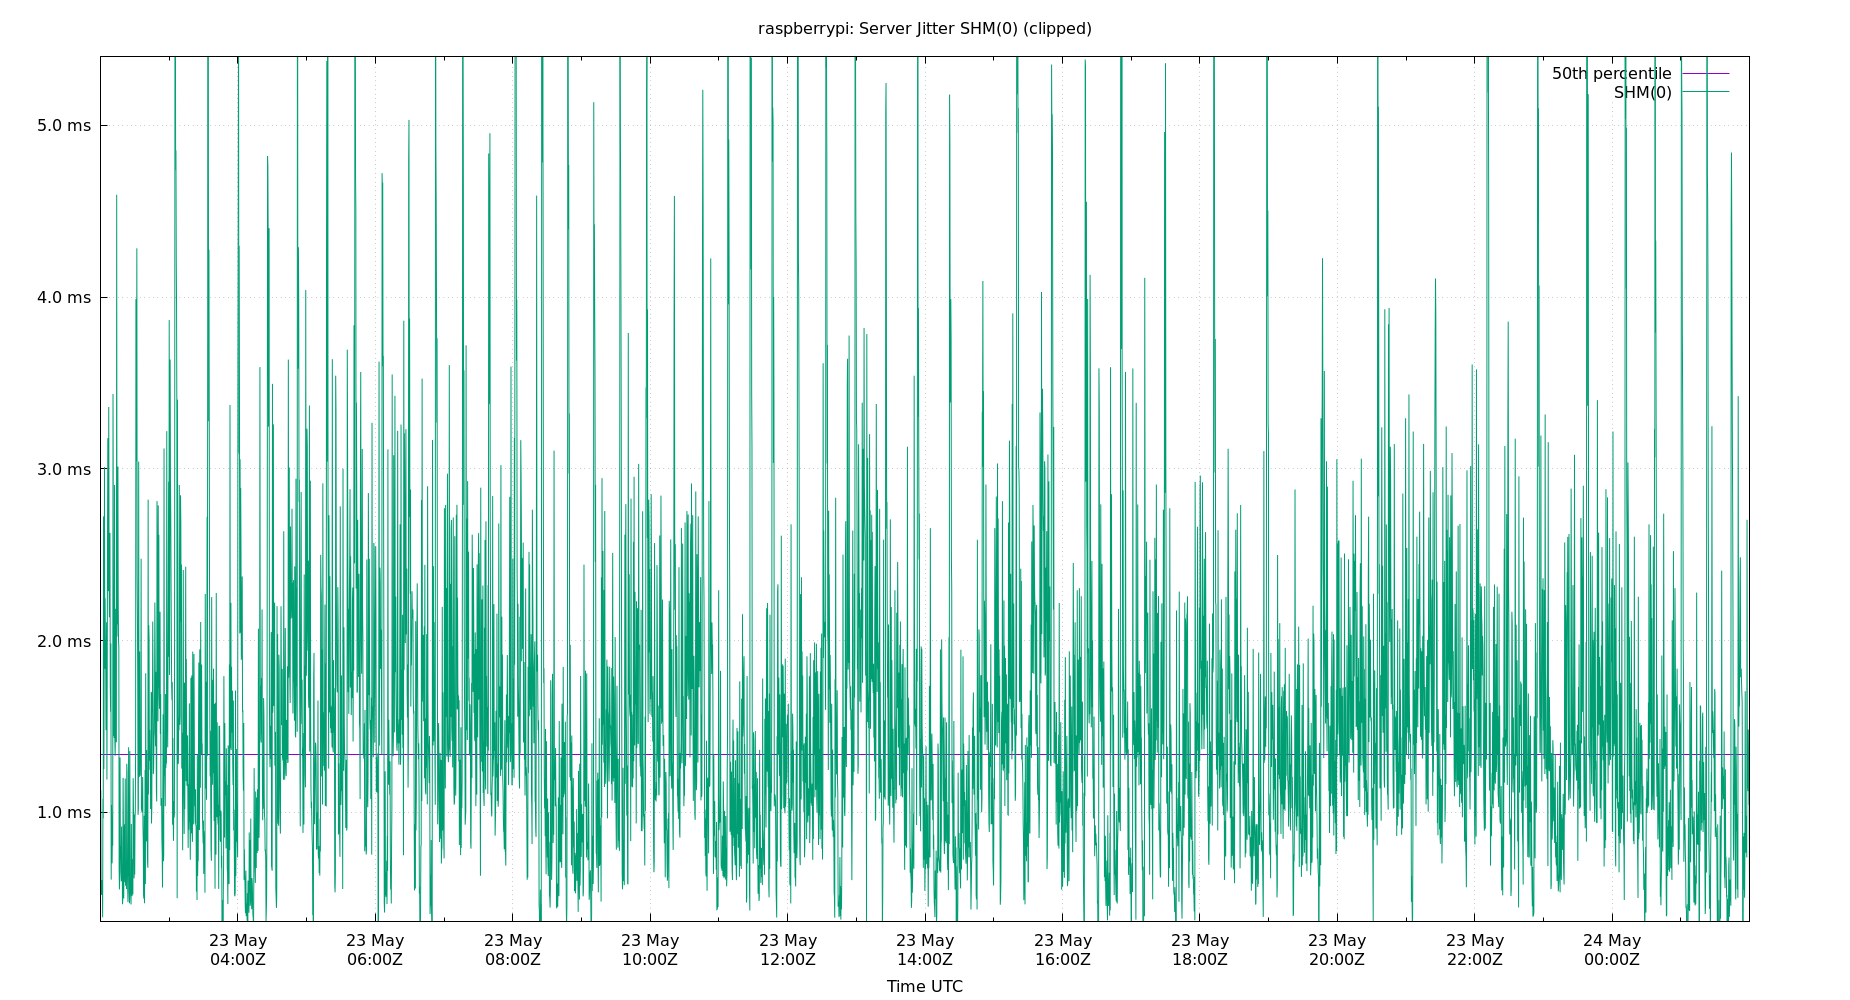 raspberrypi: Server Jitter SHM(0) (clipped)
50th percentile
SHM(0)
5.0 ms
4.0 ms
3.0 ms
2.0 ms
1.0 ms
23 May 23 May 23 May 23 May 23 May 23 May 23 May 23 May 23 May 23 May 24 May
04:00Z 06:00Z 08:00Z 10:00Z 12:00Z 14:00Z 16:00Z 18:00Z 20:00Z 22:00Z 00:00Z
Time UTC